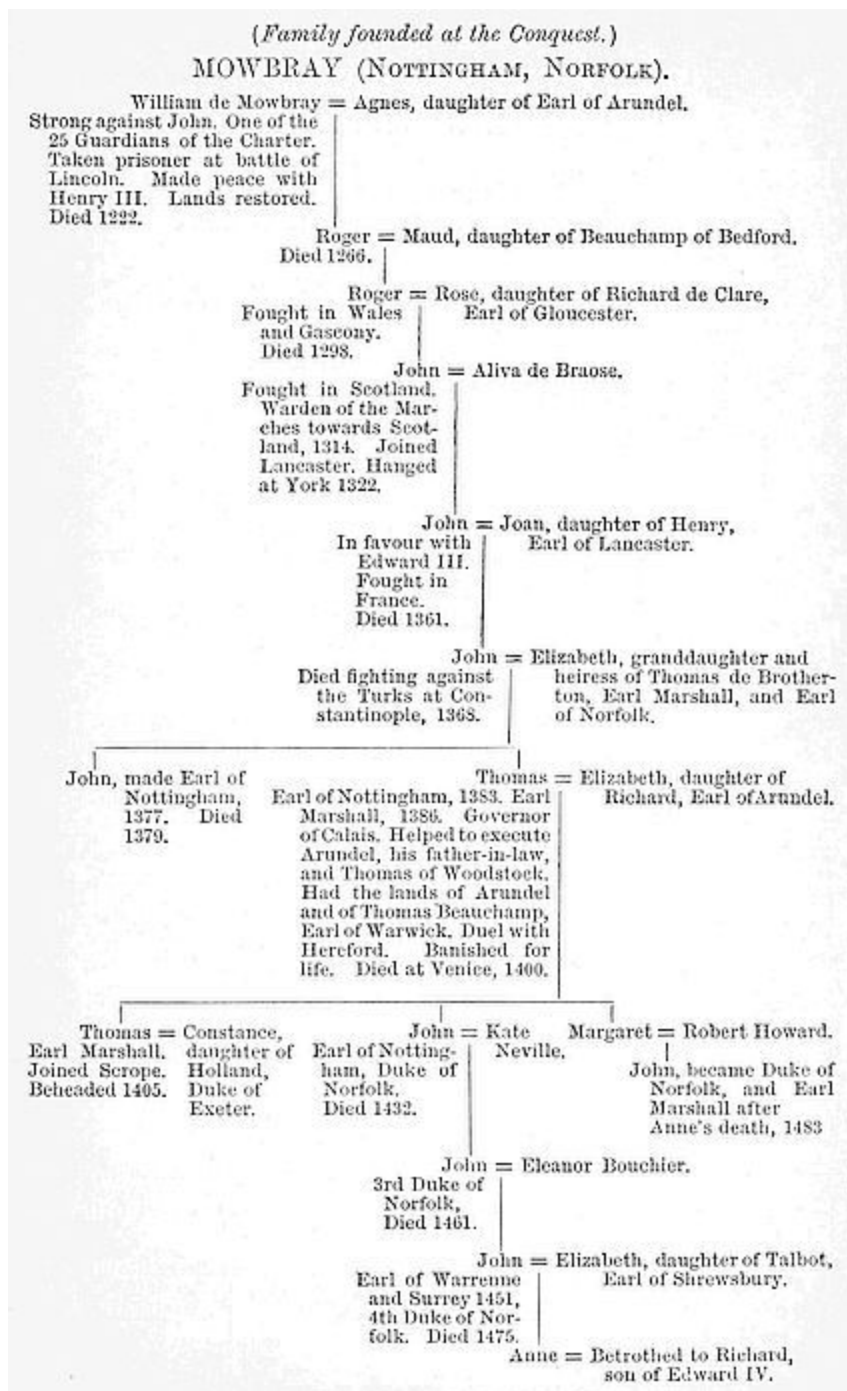 (Family founded at the Conquest.)
MOWBRAY (NOTTINGHAM, NORFOLK).
William de Mowbray = Agnes, daughter of Earl of Arundel.
Strong against John. One of the
25 Guardians of the Charter.
Taken prisoner at battle of
Lincoln. Made peace with
Henry III. Lands restored.
Died 1222.
Roger = Maud, daughter of Beauchamp of Bedford.
Died 1266.
Roger = Rose, daughter of Richard de Clare,
Earl of Gloucester.
Fought in Wales
and Gascony.
Died 1298.
John = Aliva de Braose.
Fought in Scotland.
Warden of the Mar-
ches towards Scot-
land, 1314. Joined
Lancaster. Hanged
at York 1322.
John = Joan, daughter of Henry,
Earl of Lancaster.
In favour with
Edward III.
Fought in
France.
Died 1361.
John = Elizabeth, granddaughter and
heiress of Thomas de Brother-
ton, Earl Marshall, and Earl
of Norfolk.
Died fighting against
the Turks at Con-
stantinople, 1368.
John, made Earl of
Nottingham,
1377. Died
1379.
Thomas = Elizabeth, daughter of
Richard, Earl of Arundel.
Earl of Nottingham, 1383. Earl
Marshall, 1386. Governor
of Calais. Helped to execute
Arundel, his father-in-law,
and Thomas of Woodstock.
Had the lands of Arundel
and of Thomas Beauchamp,
Earl of Warwick. Duel with
Hereford. Banished for
life. Died at Venice, 1400.
Thomas = Constance,
daughter of
Holland,
Duke of
Exeter.
Earl Marshall.
Joined Scrope.
Beheaded 1405.
John = Kate
Neville.
Earl of Notting-
ham, Duke of
Norfolk.
Died 1432.
Margaret = Robert Howard.
John, became Duke of
Norfolk, and Earl
Marshall after
Anne's death, 1483
John = Eleanor Bouchier.
3rd Duke of
Norfolk,
Died 1461.
John = Elizabeth, daughter of Talbot,
Earl of Shrewsbury.
Earl of Warrenne
and Surrey 1451,
4th Duke of Nor-
folk. Died 1475.
Anne = Betrothed to Richard,
son of Edward IV.